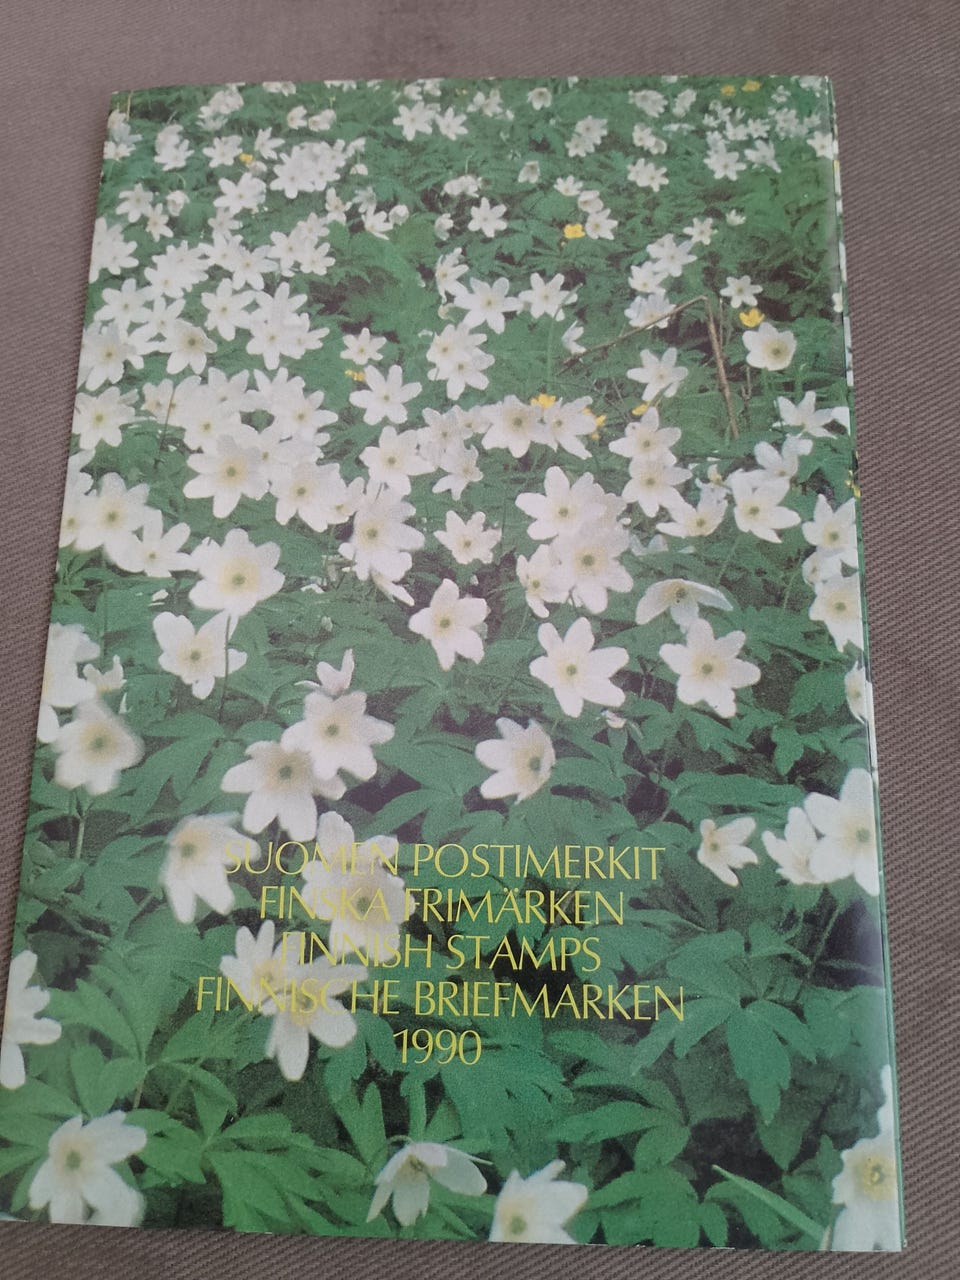 SUOMEN POSTIMERKIT
FINSKA FRIMÄRKEN
FINNISH STAMPS
FINNISCHE BRIEFMARKEN
1990